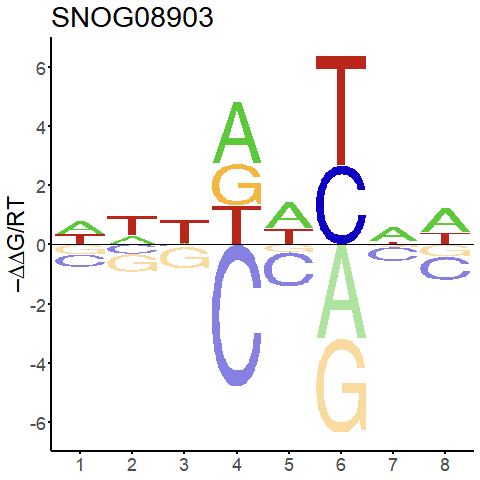 SNOG08903
−ΔΔG/RT
6
4
2
0
-2
-4
-6
A T
G C
A T
C G
T
G
A G T
C
A T
G C
T C
A G
A T
C
A T
G C
1 2 3 4 5 6 7 8